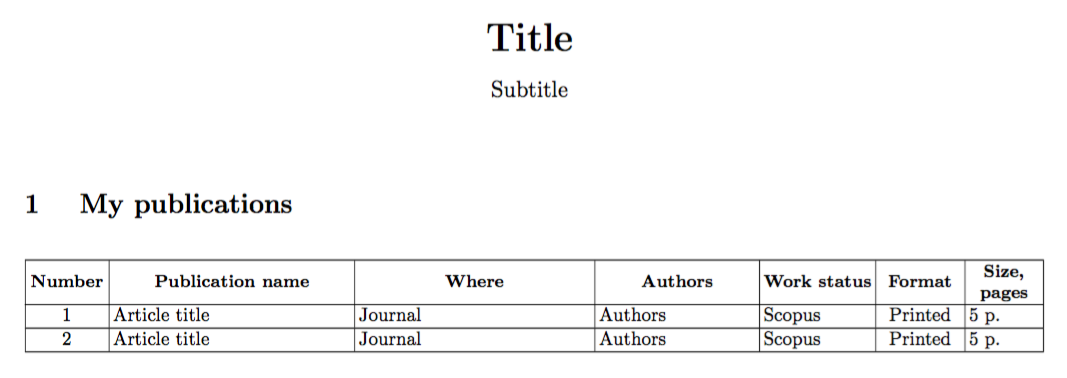 Title
Subtitle
1 My publications
Number Publication name Where Authors Work status Format Size, pages
1 Article title Journal Authors Scopus Printed 5 p.
2 Article title Journal Authors Scopus Printed 5 p.